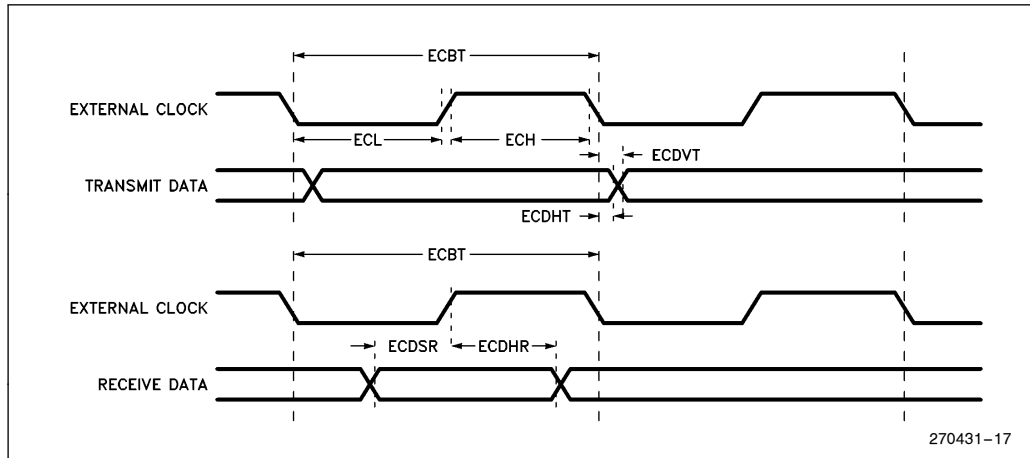 ECBT
EXTERNAL CLOCK
ECL ECH
ECDVT
TRANSMIT DATA
ECDHT
ECBT
EXTERNAL CLOCK
ECDSR ECDHR
RECEIVE DATA
270431–17